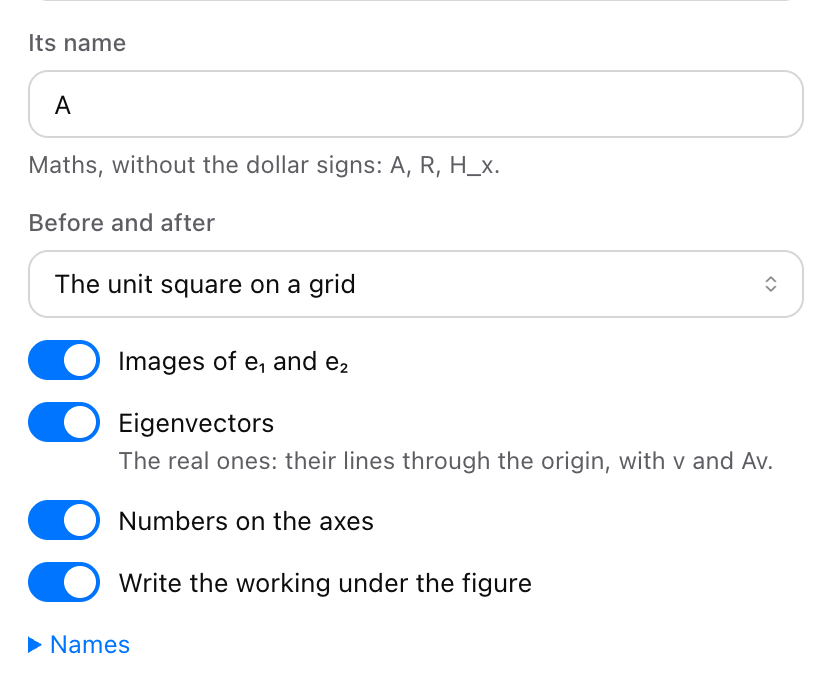 Its name
A
Maths, without the dollar signs: A, R, H_x.
Before and after
The unit square on a grid
Images of e₁ and e₂
Eigenvectors
The real ones: their lines through the origin, with v and Av.
Numbers on the axes
Write the working under the figure
Names